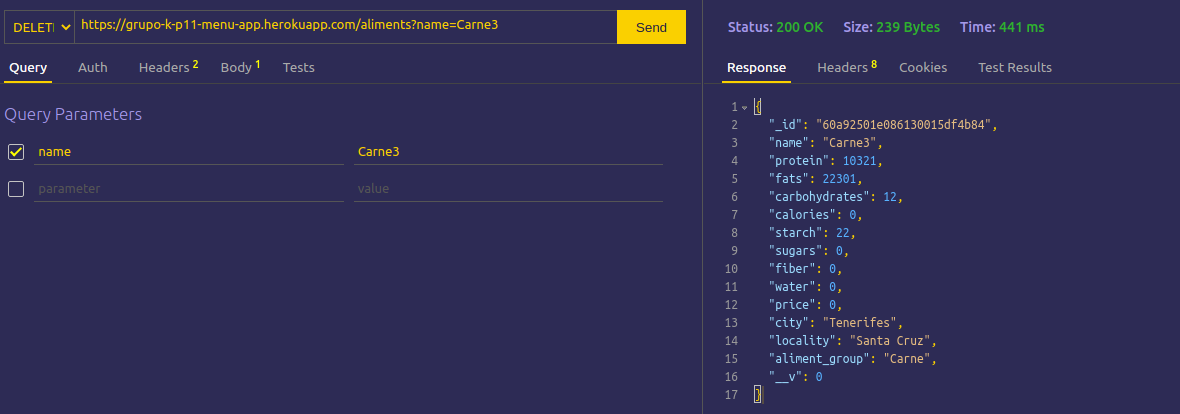 DELETE https://grupo-k-p11-menu-app.herokuapp.com/aliments?name=Carne3 Send
Query Auth Headers 2 Body 1 Tests
Query Parameters
name Carne3
parameter value
Status: 200 OK Size: 239 Bytes Time: 441 ms
Response Headers 8 Cookies Test Results
1 {
2 "_id": "60a92501e086130015df4b84",
3 "name": "Carne3",
4 "protein": 10321,
5 "fats": 22301,
6 "carbohydrates": 12,
7 "calories": 0,
8 "starch": 22,
9 "sugars": 0,
10 "fiber": 0,
11 "water": 0,
12 "price": 0,
13 "city": "Tenerifes",
14 "locality": "Santa Cruz",
15 "aliment_group": "Carne",
16 "__v": 0
17 }